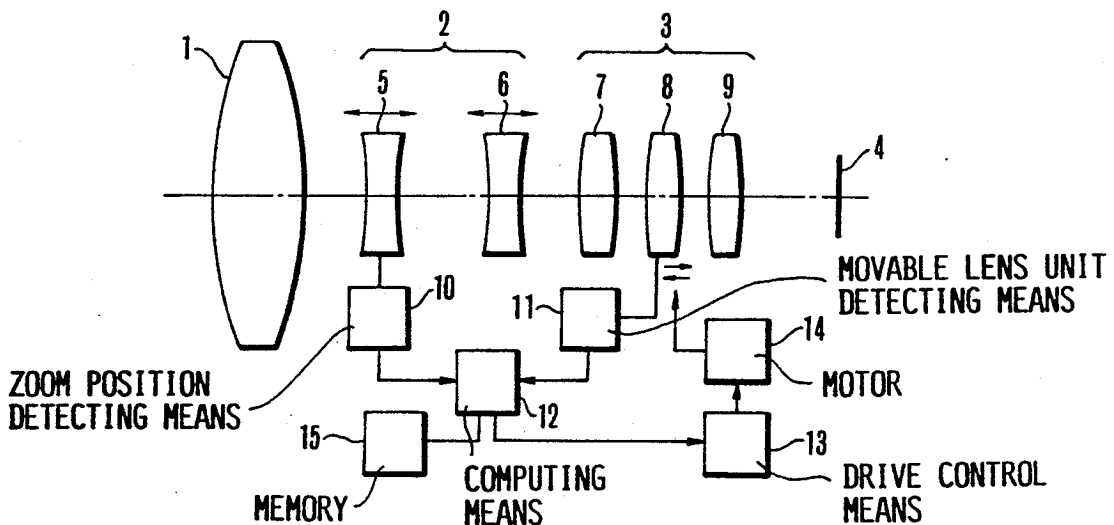 2
3
1
5
6
7
8
9
4
10
11
MOVABLE LENS UNIT
DETECTING MEANS
14
ZOOM POSITION
DETECTING MEANS
12
MOTOR
15
13
MEMORY
COMPUTING
MEANS
DRIVE CONTROL
MEANS